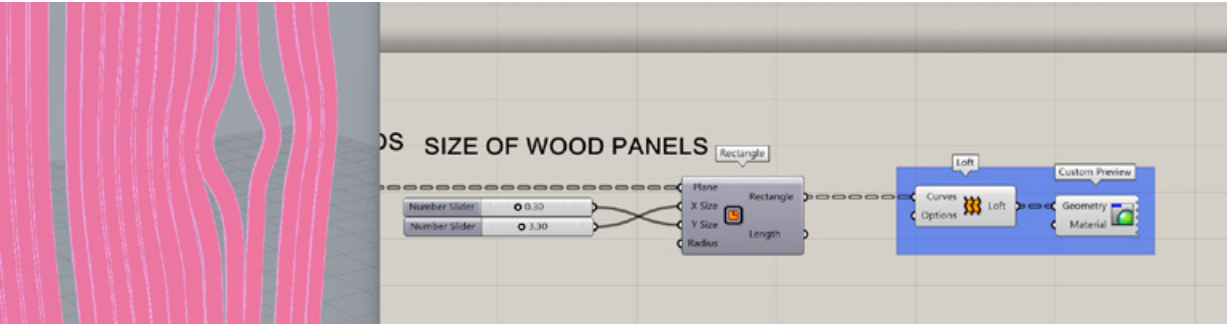 DS SIZE OF WOOD PANELS
Rectangle
Loft
Custom Preview
Plane
X Size
Y Size
Radius
Rectangle
Length
Number Slider 0.30
Number Slider 3.30
Curves
Options
Loft
Geometry
Material